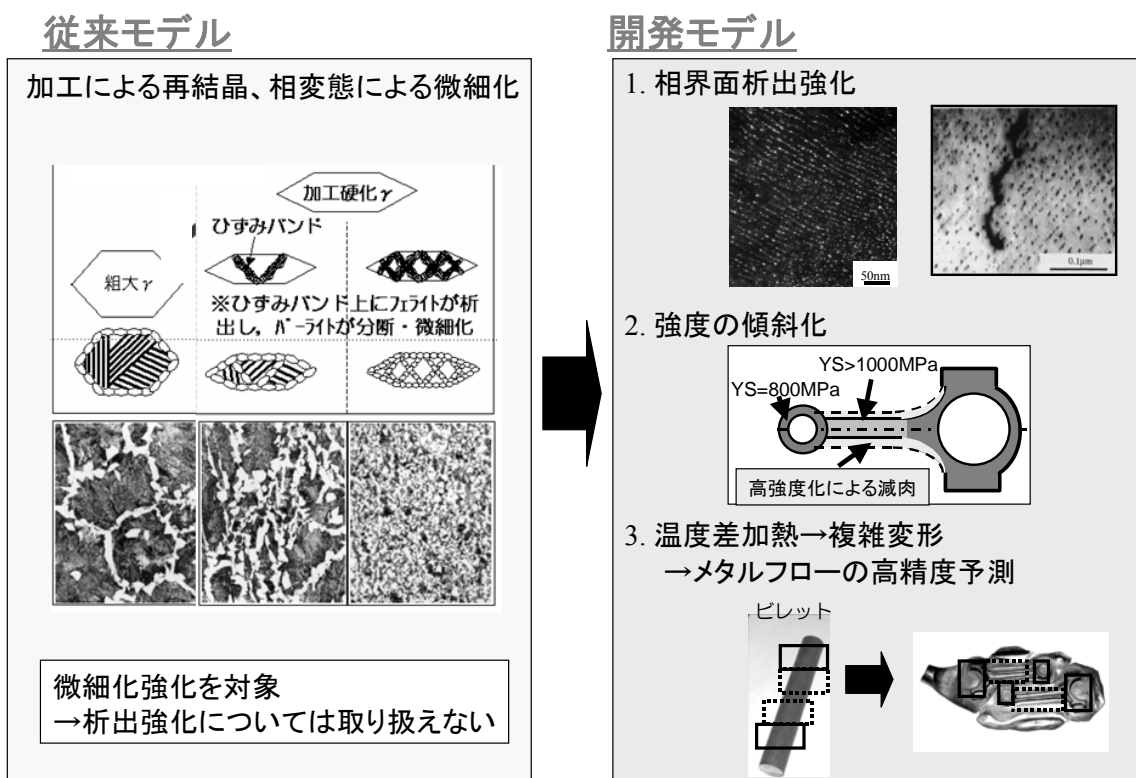 従来モデル
加工による再結晶、相変態による微細化
加工硬化γ
ひずみバンド
粗大γ
※ひずみバンド上にフェライトが析
出し，パーライトが分断・微細化
微細化強化を対象
→析出強化については取り扱えない
開発モデル
1. 相界面析出強化
50nm
0.1μm
2. 強度の傾斜化
YS>1000MPa
YS=800MPa
高強度化による減肉
3. 温度差加熱→複雑変形
→メタルフローの高精度予測
ビレット